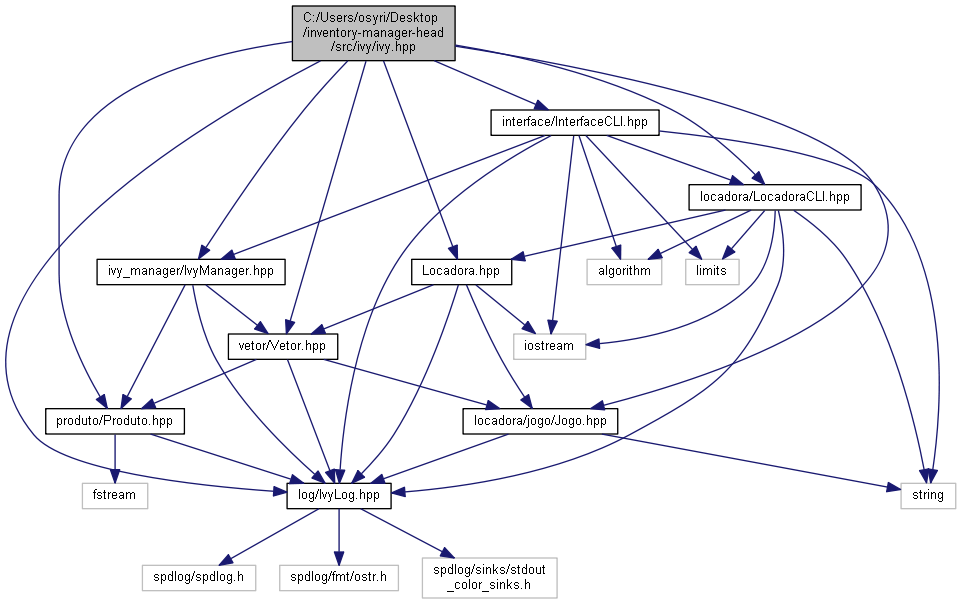 C:/Users/osyri/Desktop
/inventory-manager-head
/src/ivy/ivy.hpp
interface/InterfaceCLI.hpp
locadora/LocadoraCLI.hpp
ivy_manager/IvyManager.hpp
Locadora.hpp
algorithm
limits
vetor/Vetor.hpp
iostream
produto/Produto.hpp
locadora/jogo/Jogo.hpp
fstream
log/IvyLog.hpp
string
spdlog/spdlog.h
spdlog/fmt/ostr.h
spdlog/sinks/stdout
_color_sinks.h